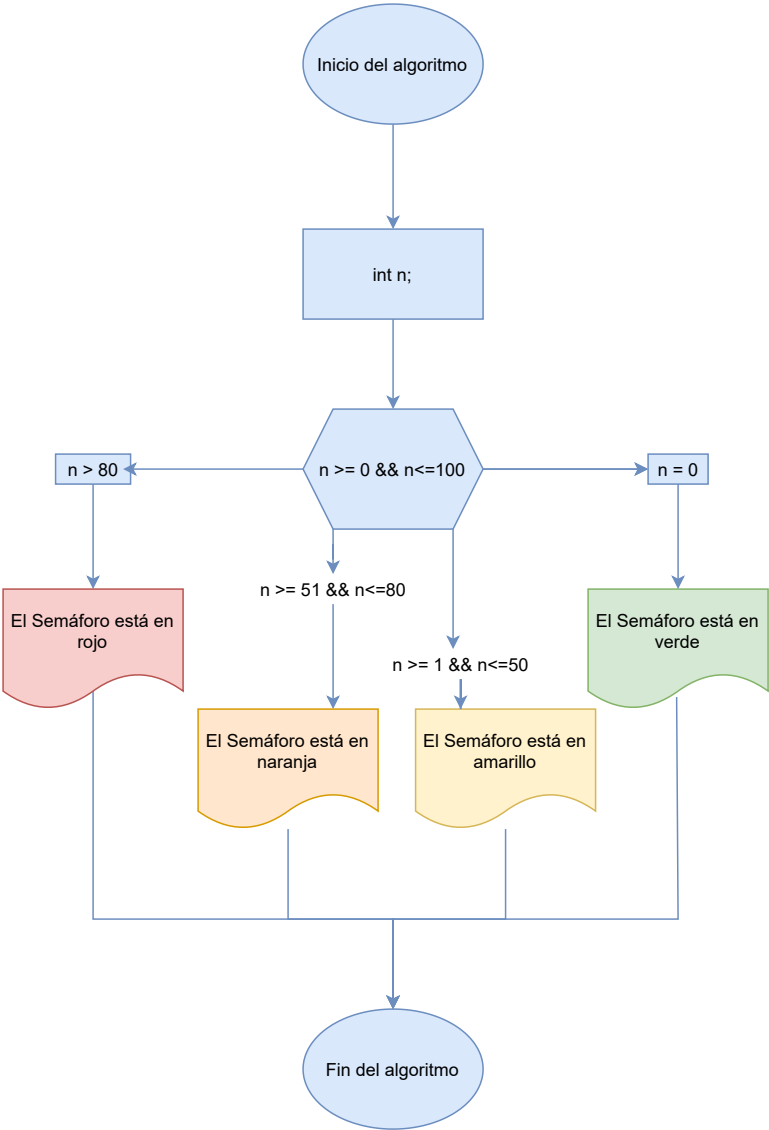 Inicio del algoritmo
int n;
n >= 0 && n<=100
n > 80
n = 0
n >= 51 && n<=80
El Semáforo está en
rojo
El Semáforo está en
verde
n >= 1 && n<=50
El Semáforo está en
naranja
El Semáforo está en
amarillo
Fin del algoritmo